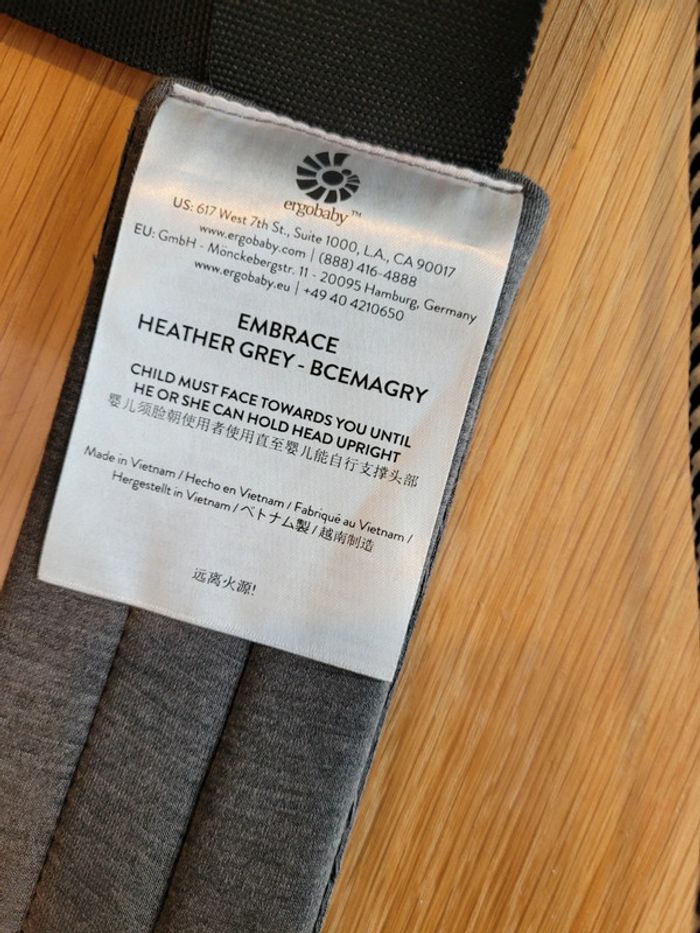 ergobaby™
US: 617 West 7th St., Suite 1000, L.A., CA 90017
www.ergobaby.com | (888) 416-4888
EU: GmbH - Mönckebergstr. 11 - 20095 Hamburg, Germany
www.ergobaby.eu | +49 40 4210650
EMBRACE
HEATHER GREY - BCEMAGRY
CHILD MUST FACE TOWARDS YOU UNTIL
HE OR SHE CAN HOLD HEAD UPRIGHT
婴儿须脸朝使用者使用直至婴儿能自行支撑头部
Made in Vietnam / Hecho en Vietnam / Fabriqué au Vietnam /
Hergestellt in Vietnam / ベトナム製 / 越南制造
远离火源!